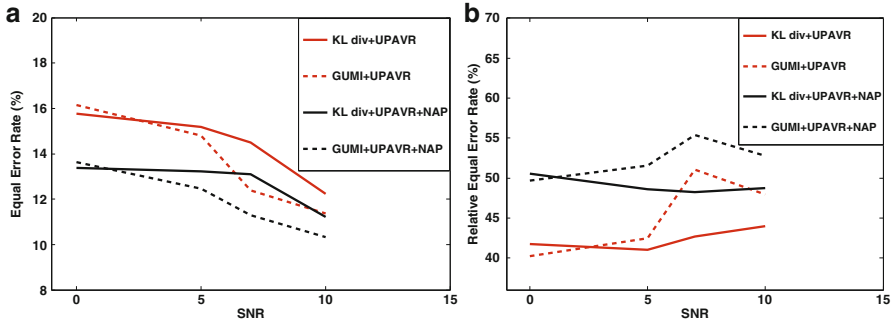 a
20
18
16
14
12
10
8
Equal Error Rate (%)
0
5
10
15
SNR
KL div+UPAVR
GUMI+UPAVR
KL div+UPAVR+NAP
GUMI+UPAVR+NAP
b
70
65
60
55
50
45
40
Relative Equal Error Rate (%)
0
5
10
15
SNR
KL div+UPAVR
GUMI+UPAVR
KL div+UPAVR+NAP
GUMI+UPAVR+NAP